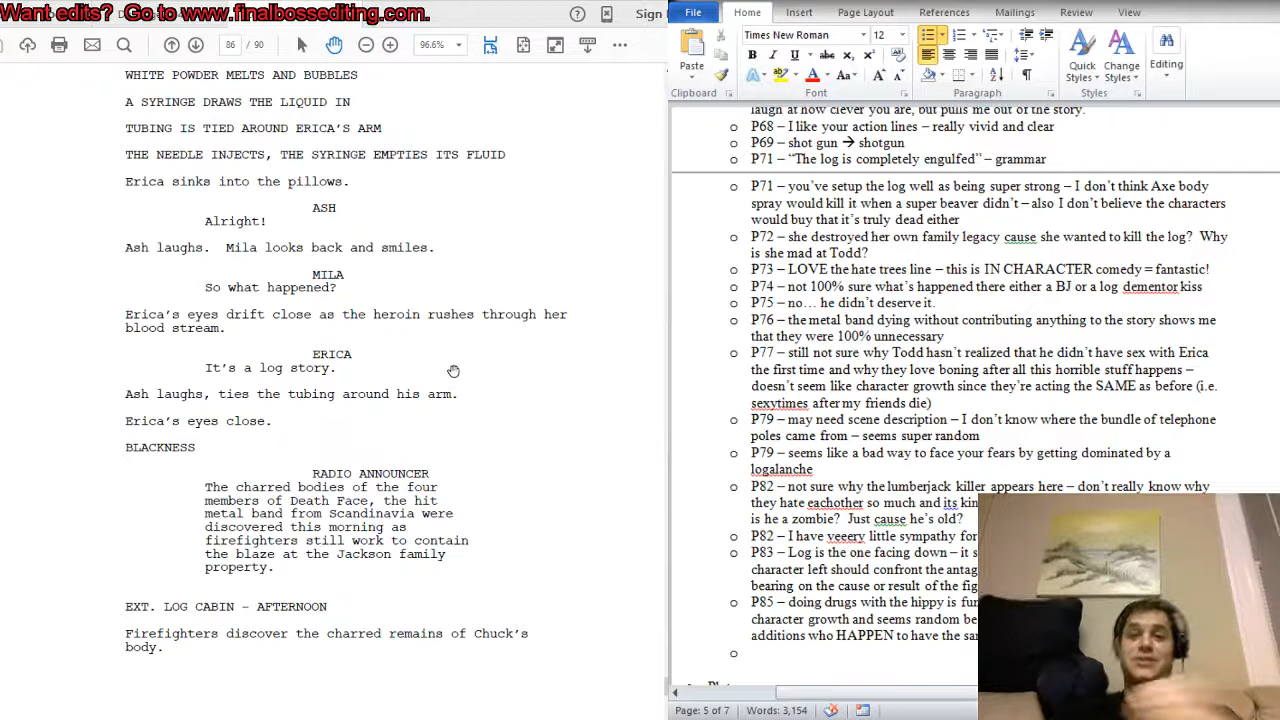 Want edits?  Go to www.finalbossediting.com.
Sign
36
96.6%
WHITE POWDER MELTS AND BUBBLES
A SYRINGE DRAWS THE LIQUID IN
TUBING IS TIED AROUND ERICA'S ARM
THE NEEDLE INJECTS, THE SYRINGE EMPTIES ITS FLUID
Erica sinks into the pillows.
ASH
Alright!
Ash laughs.  Mila looks back and smiles.
MILA
So what happened?
Erica's eyes drift close as the heroin rushes through her
blood stream.
ERICA
It's a log story.
Ash laughs, ties the tubing around his arm.
Erica's eyes close.
BLACKNESS
RADIO ANNOUNCER
The charred bodies of the four
members of Death Face, the hit
metal band from Scandinavia were
discovered this morning as
firefighters still work to contain
the blaze at the Jackson family
property.
EXT. LOG CABIN – AFTERNOON
Firefighters discover the charred remains of Chuck's
body.
File Home Insert Page Layout References Mailings Review View
Paste
Times New Roman 12
Quick Styles
Change Styles
Editing
Clipboard Font Paragraph Styles
laugh at how clever you are, but pulls me out of the story.
o P68 – I like your action lines – really vivid and clear
o P69 – shot gun → shotgun
o P71 – "The log is completely engulfed" – grammar
o P71 – you've setup the log well as being super strong – I don't think Axe body
spray would kill it when a super beaver didn't – also I don't believe the characters
would buy that it's truly dead either
o P72 – she destroyed her own family legacy cause she wanted to kill the log?  Why
is she mad at Todd?
o P73 – LOVE the hate trees line – this is IN CHARACTER comedy = fantastic!
o P74 – not 100% sure what's happened there either a BJ or a log dementor kiss
o P75 – no… he didn't deserve it.
o P76 – the metal band dying without contributing anything to the story shows me
that they were 100% unnecessary
o P77 – still not sure why Todd hasn't realized that he didn't have sex with Erica
the first time and why they love boning after all this horrible stuff happens –
doesn't seem like character growth since they're acting the SAME as before (i.e.
sexytimes after my friends die)
o P79 – may need scene description – I don't know where the bundle of telephone
poles came from – seems super random
o P79 – seems like a bad way to face your fears by getting dominated by a
logalanche
o P82 – not sure why the lumberjack killer appears here – don't really know why
they hate eachother so much and its
is he a zombie?  Just cause he's old?
o P82 – I have veeery little sympathy for
o P83 – Log is the one facing down – it
character left should confront the
bearing on the cause or result of the
o P85 – doing drugs with the hippy is
character growth and seems random
additions who HAPPEN to have the
o
Page: 5 of 7 Words: 3,154